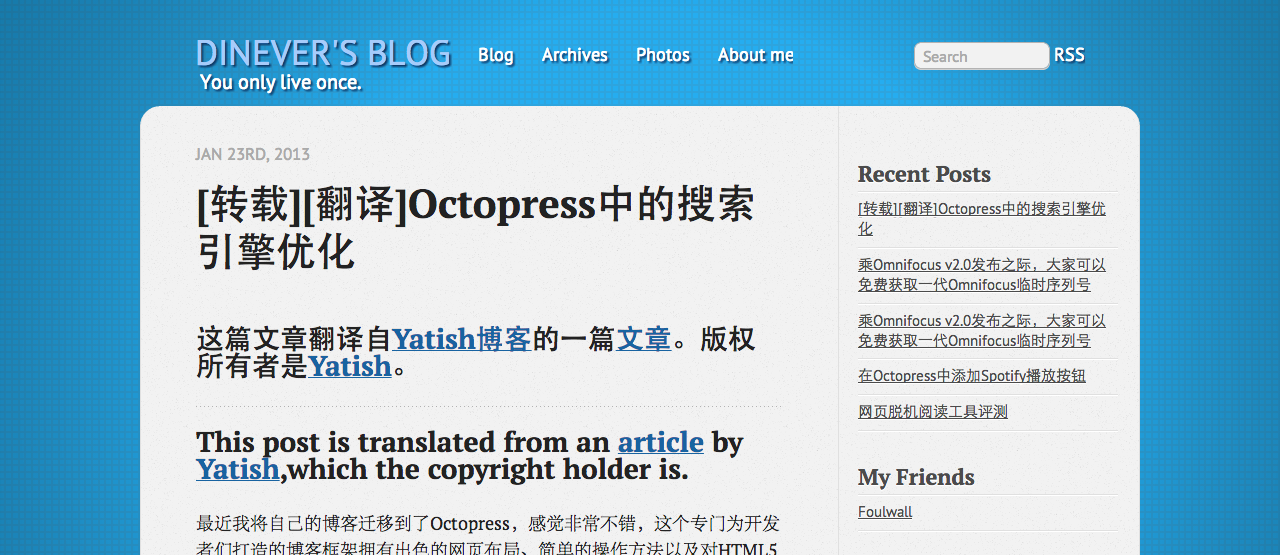 DINEVER'S BLOG
Blog
Archives
Photos
About me
Search
RSS
You only live once.
JAN 23RD, 2013
[转载][翻译]Octopress中的搜索
引擎优化
这篇文章翻译自Yatish博客的一篇文章。版权
所有者是Yatish。
This post is translated from an article by
Yatish,which the copyright holder is.
最近我将自己的博客迁移到了Octopress，感觉非常不错，这个专门为开发
者们打造的博客框架拥有出色的网页布局、简单的操作方法以及对HTML5
Recent Posts
[转载][翻译]Octopress中的搜索引擎优
化
乘Omnifocus v2.0发布之际，大家可以
免费获取一代Omnifocus临时序列号
乘Omnifocus v2.0发布之际，大家可以
免费获取一代Omnifocus临时序列号
在Octopress中添加Spotify播放按钮
网页脱机阅读工具评测
My Friends
Foulwall